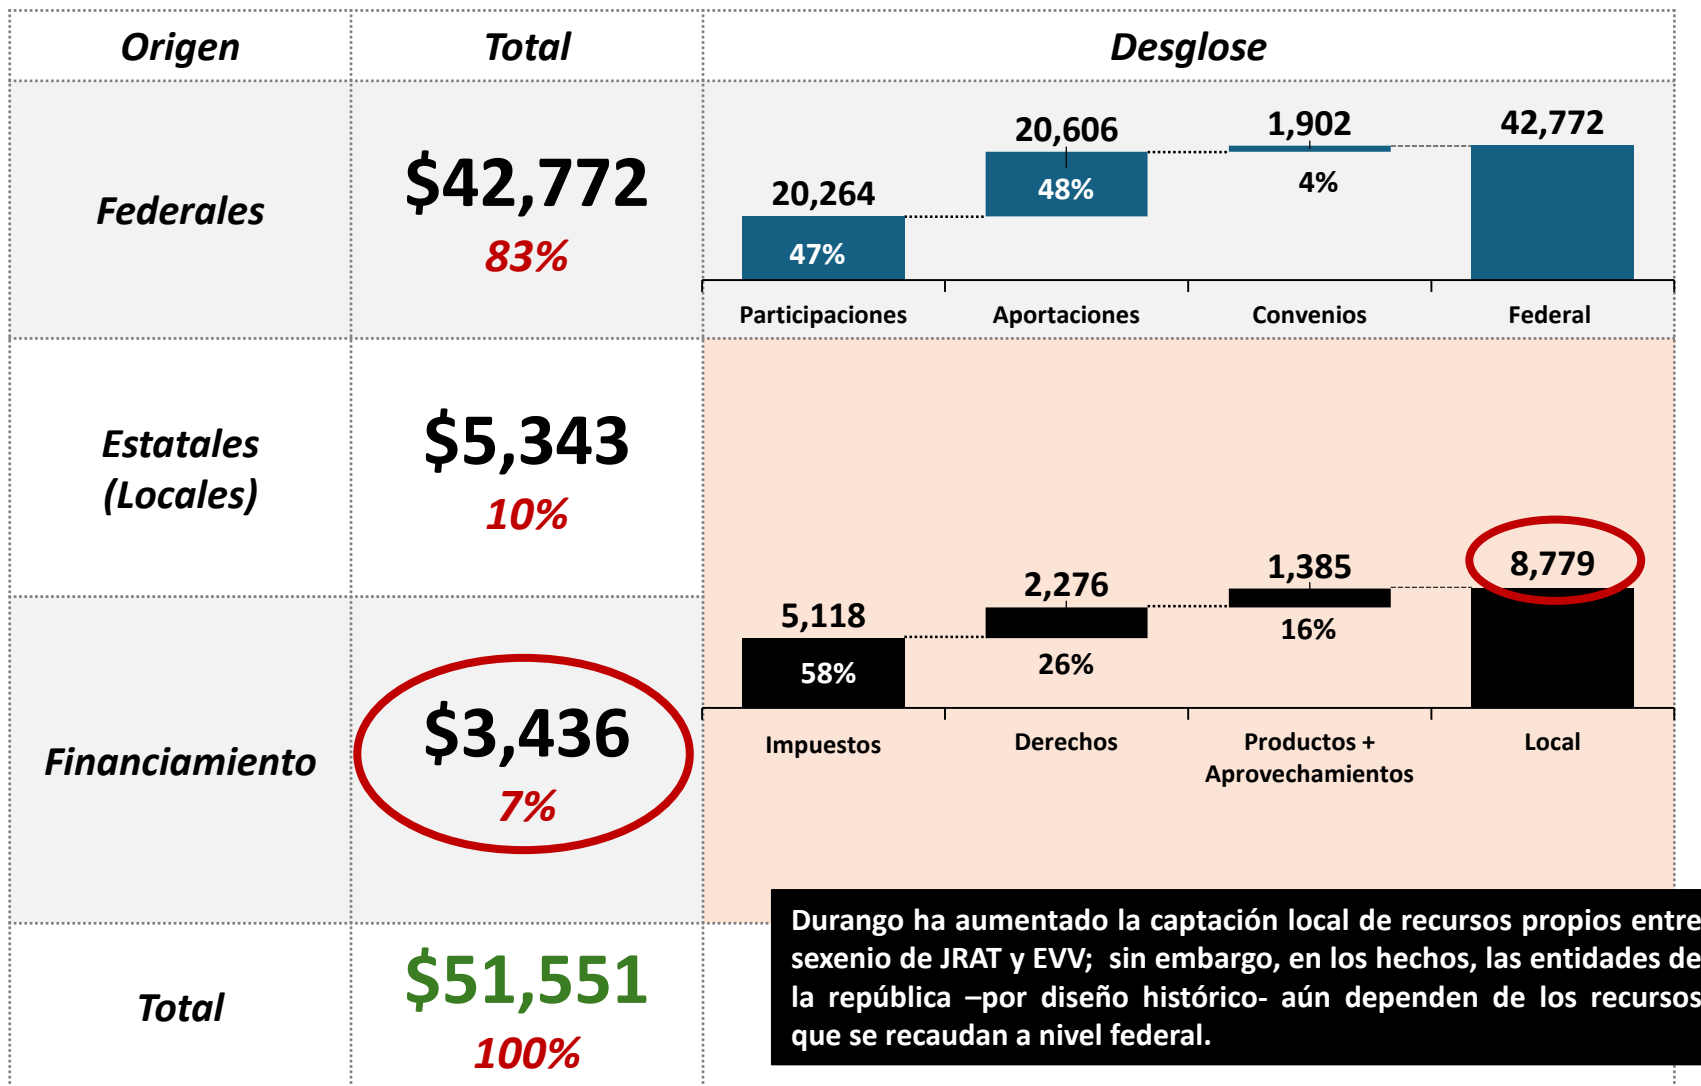 Origen
Total
Desglose
Federales
$42,772
83%
20,264
47%
20,606
48%
1,902
4%
42,772
Participaciones
Aportaciones
Convenios
Federal
Estatales
(Locales)
$5,343
10%
Financiamiento
$3,436
7%
5,118
58%
2,276
26%
1,385
16%
8,779
Impuestos
Derechos
Productos +
Aprovechamientos
Local
Total
$51,551
100%
Durango ha aumentado la captación local de recursos propios entre
sexenio de JRAT y EVV; sin embargo, en los hechos, las entidades de
la república –por diseño histórico- aún dependen de los recursos
que se recaudan a nivel federal.